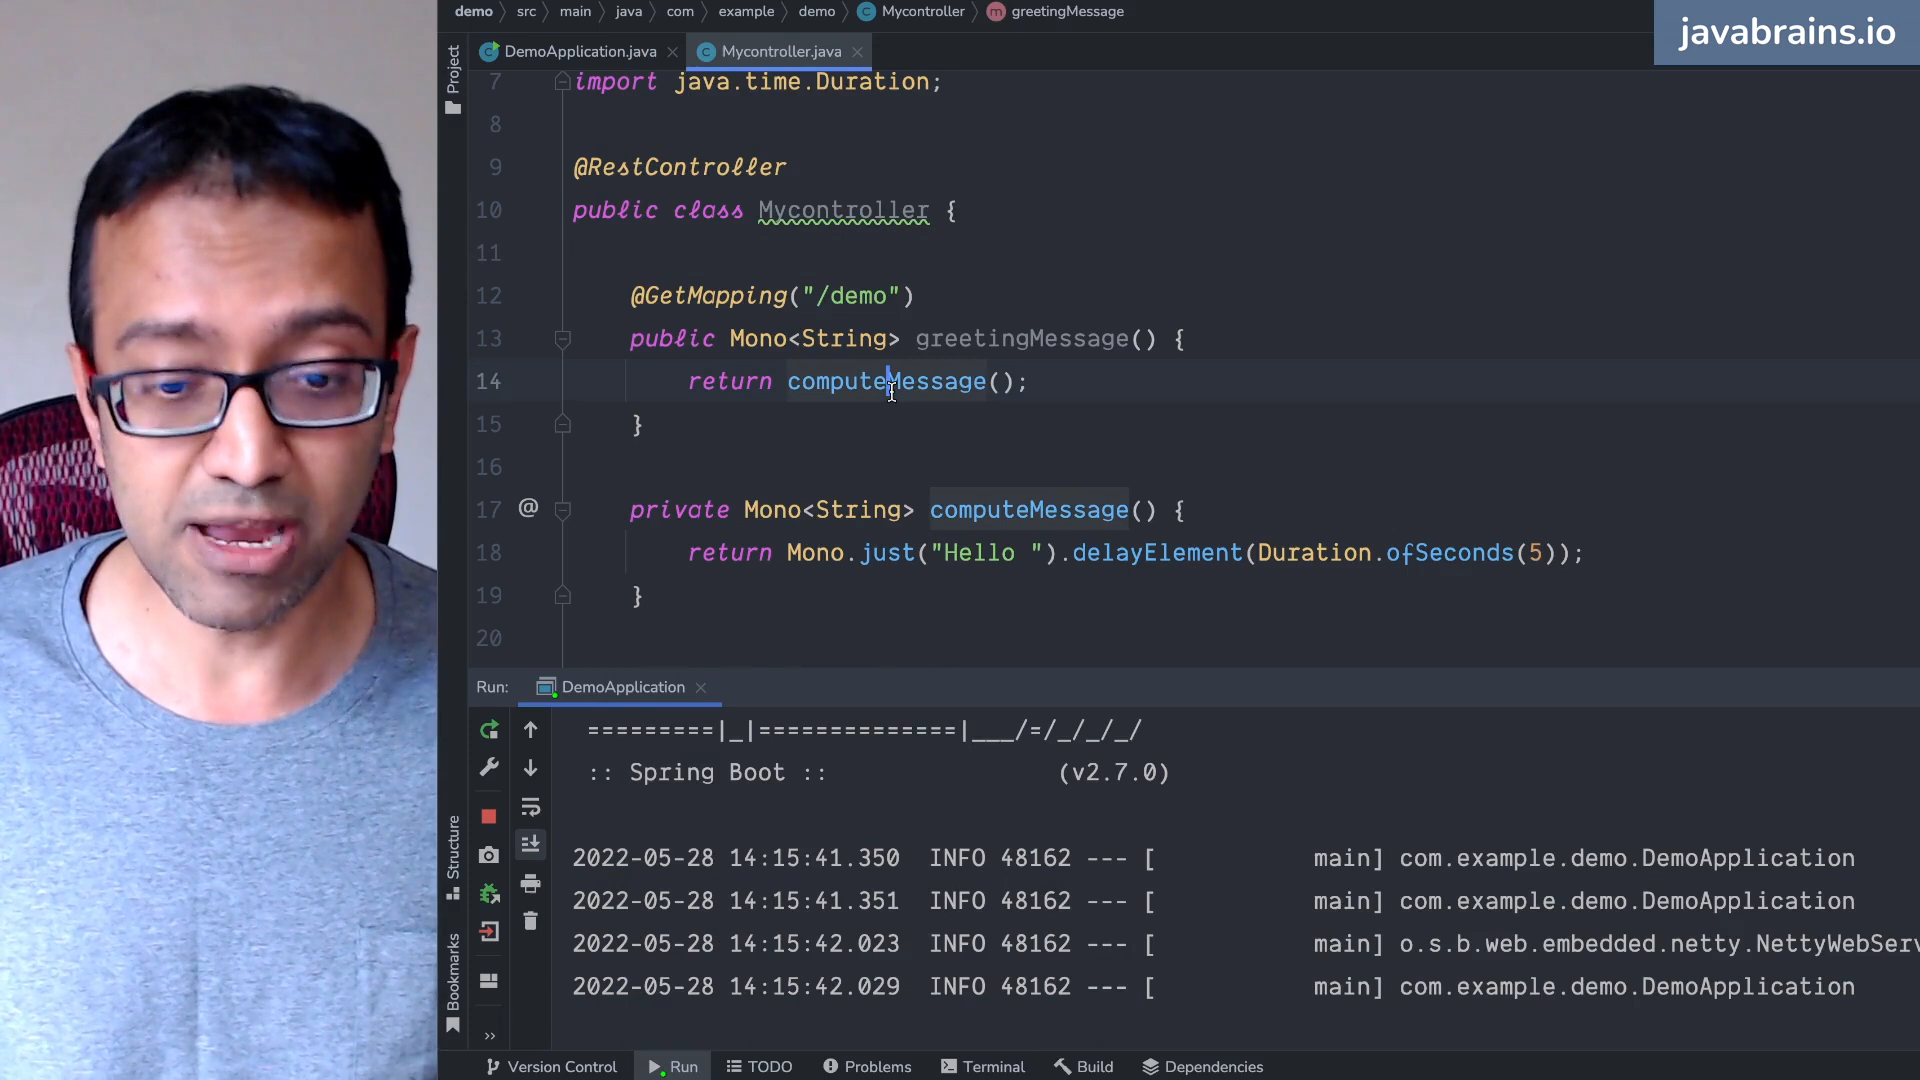 demo src main java com example demo Mycontroller greetingMessage
javabrains.io
DemoApplication.java Mycontroller.java
Project
7 import java.time.Duration;
8
9 @RestController
10 public class Mycontroller {
11
12 @GetMapping("/demo")
13 public Mono<String> greetingMessage() {
14 return computeMessage();
15 }
16
17 @ private Mono<String> computeMessage() {
18 return Mono.just("Hello ").delayElement(Duration.ofSeconds(5));
19 }
20
Run: DemoApplication
=========|_|==============|___/=/_/_/_/
:: Spring Boot :: (v2.7.0)
2022-05-28 14:15:41.350 INFO 48162 --- [ main] com.example.demo.DemoApplication
2022-05-28 14:15:41.351 INFO 48162 --- [ main] com.example.demo.DemoApplication
2022-05-28 14:15:42.023 INFO 48162 --- [ main] o.s.b.web.embedded.netty.NettyWebServ
2022-05-28 14:15:42.029 INFO 48162 --- [ main] com.example.demo.DemoApplication
Structure
Bookmarks
Version Control Run TODO Problems Terminal Build Dependencies